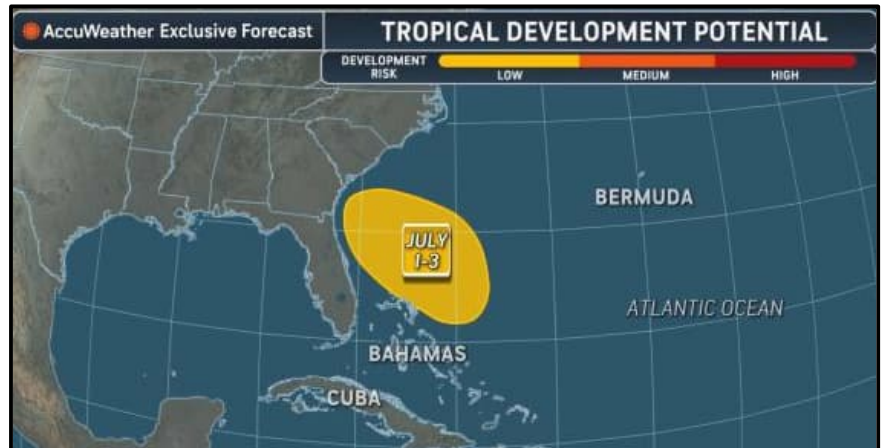 AccuWeather Exclusive Forecast
TROPICAL DEVELOPMENT POTENTIAL
DEVELOPMENT
RISK
LOW
MEDIUM
HIGH
BERMUDA
JULY
1-3
ATLANTIC OCEAN
BAHAMAS
CUBA